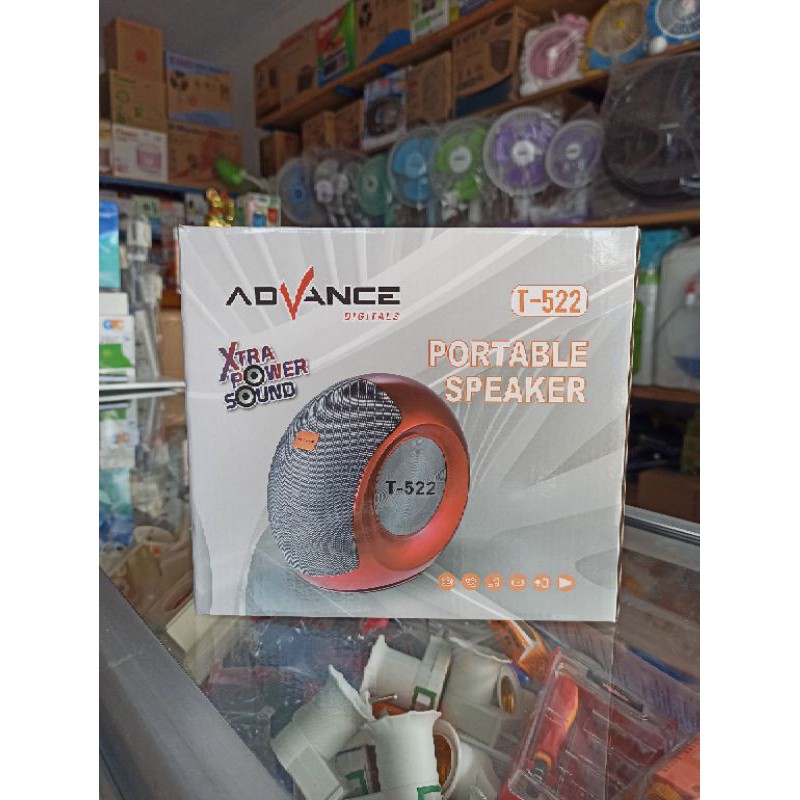 ADVANCE
DIGITALS
T-522
XTRA
POWER
SOUND
PORTABLE
SPEAKER
T-522